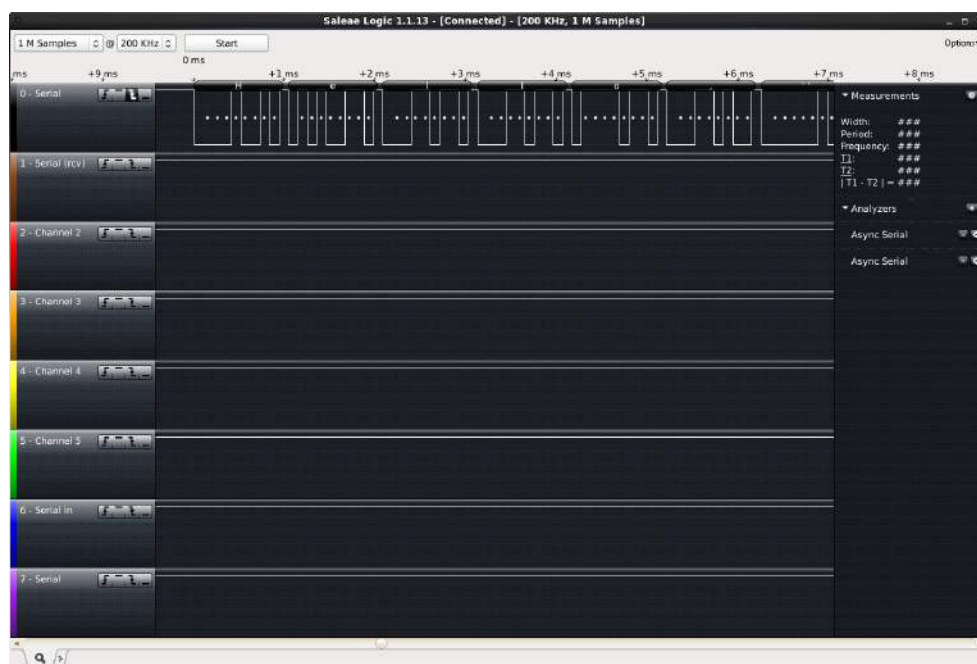 Saleae Logic 1.1.13 - [Connected] - [200 KHz, 1 M Samples]
1 M Samples @ 200 KHz Start Options
0 ms
ms +9 ms +1 ms +2 ms +3 ms +4 ms +5 ms +6 ms +7 ms +8 ms
0 - Serial
H e l l o ,
1 - Serial (rcv)
2 - Channel 2
3 - Channel 3
4 - Channel 4
5 - Channel 5
6 - Serial in
7 - Serial
Measurements
Width: ###
Period: ###
Frequency: ###
T1: ###
T2: ###
| T1 - T2 | = ###
Analyzers
Async Serial
Async Serial